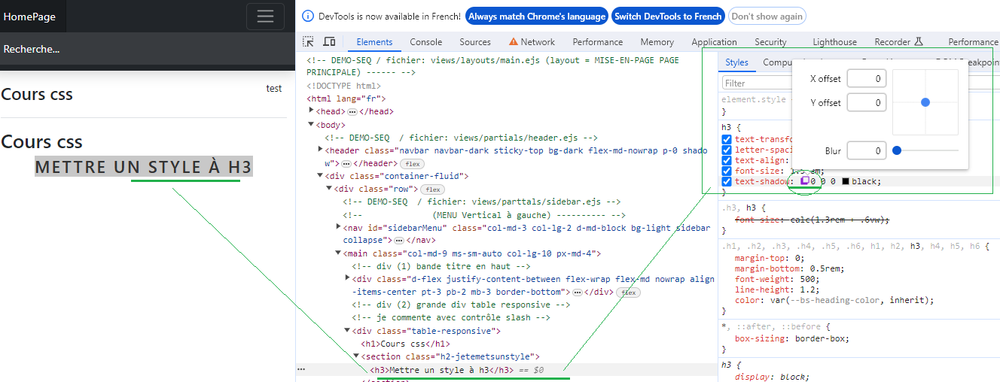 HomePage
Recherche...
Cours css
test
Cours css
METTRE UN STYLE À H3
DevTools is now available in French!
Always match Chrome's language
Switch DevTools to French
Don't show again
Elements
Console
Sources
Network
Performance
Memory
Application
Security
Lighthouse
Recorder
Performance
<!-- DEMO-SEQ / fichier: views/layouts/main.ejs (layout = MISE-EN-PAGE PAGE
PRINCIPALE) ------ -->
<!DOCTYPE html>
<html lang="fr">
<head>⋯</head>
<body>
<!-- DEMO-SEQ  / fichier: views/partials/header.ejs -->
<header class="navbar navbar-dark sticky-top bg-dark flex-md-nowrap p-0 shado
w">⋯</header> flex
<div class="container-fluid">
<div class="row"> flex
<!-- DEMO-SEQ  / fichier: views/parttals/sidebar.ejs -->
<!-- (MENU Vertical à gauche) ---------- -->
<nav id="sidebarMenu" class="col-md-3 col-lg-2 d-md-block bg-light sidebar
collapse">⋯</nav>
<main class="col-md-9 ms-sm-auto col-lg-10 px-md-4">
<!-- div (1) bande titre en haut -->
<div class="d-flex justify-content-between flex-wrap flex-md nowrap align
-items-center pt-3 pb-2 mb-3 border-bottom">⋯</div> flex
<!-- div (2) grande div table responsive -->
<!-- je commente avec contrôle slash -->
<div class="table-responsive">
<h1>Cours css</h1>
<section class="h2-jetemetsunstyle">
⋯ <h3>Mettre un style à h3</h3> == $0
Styles
Filter
element.style
}
h3 {
text-transfo
letter-spaci
text-align:
font-size:
text-shadow: 0 0 0 black;
}
X offset 0
Y offset 0
Blur 0
.h3, h3 {
font-size: calc(1.3rem + .6vw);
}
.h1, .h2, .h3, .h4, .h5, .h6, h1, h2, h3, h4, h5, h6 {
margin-top: 0;
margin-bottom: 0.5rem;
font-weight: 500;
line-height: 1.2;
color: var(--bs-heading-color, inherit);
}
*, ::after, ::before {
box-sizing: border-box;
}
h3 {
display: block;